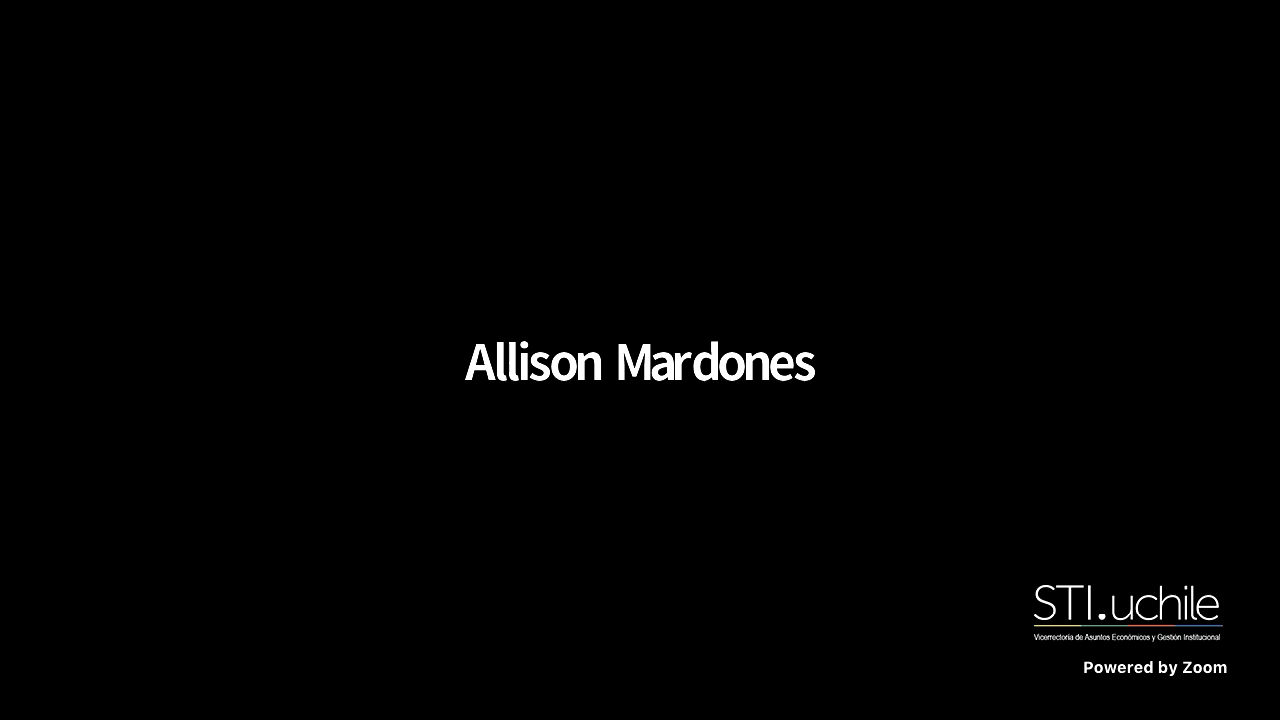 Allison Mardones
STI.uchile
Vicerrectoría de Asuntos Económicos y Gestión Institucional
Powered by Zoom